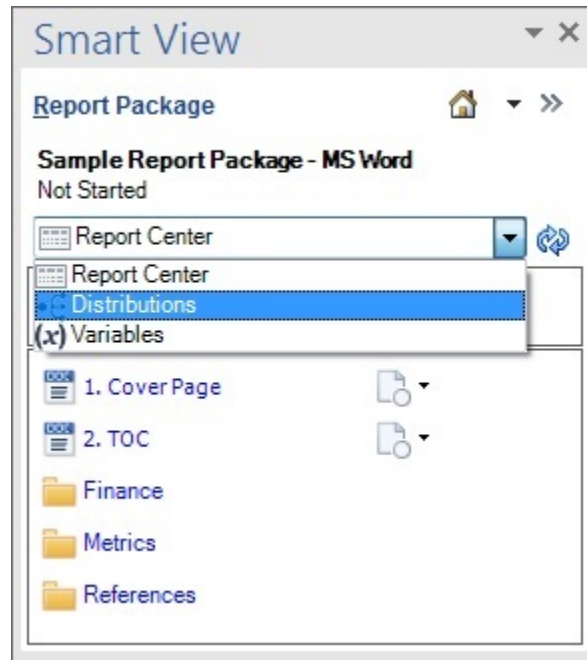 Smart View
Report Package
Sample Report Package - MS Word
Not Started
Report Center
Report Center
Distributions
(x) Variables
1. Cover Page
2. TOC
Finance
Metrics
References